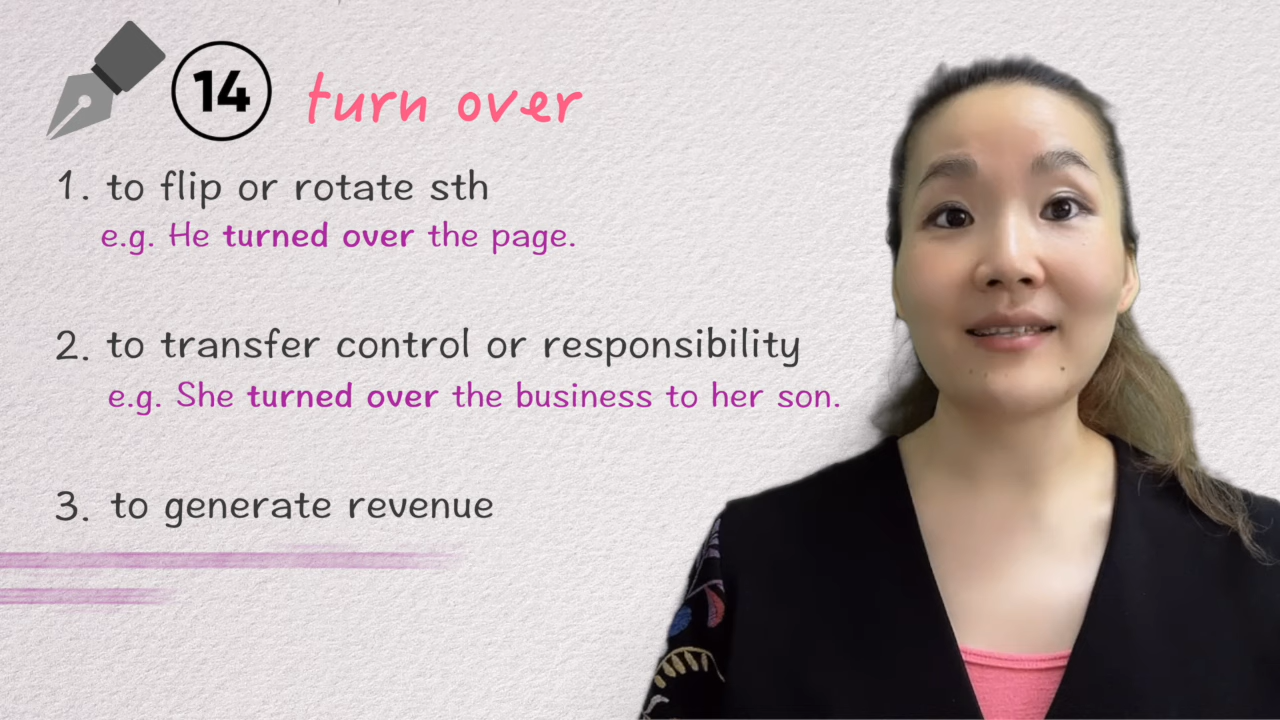 14 turn over
1. to flip or rotate sth
e.g. He turned over the page.
2. to transfer control or responsibility
e.g. She turned over the business to her son.
3. to generate revenue